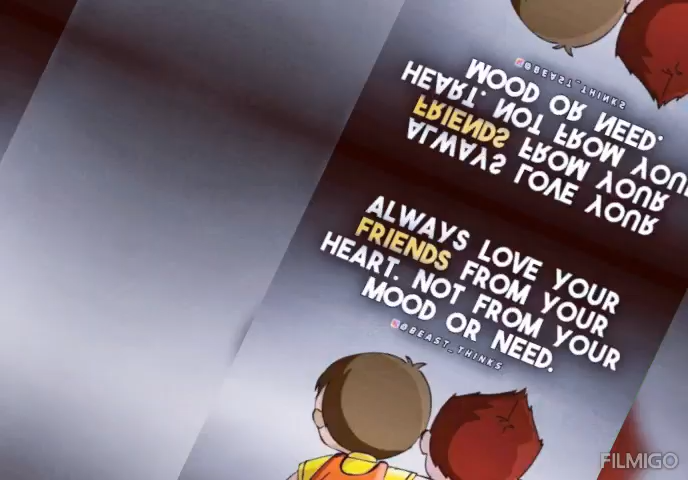 @BEAST_THINKS
MOOD OR NEED.
HEART. NOT FROM YOUR
FRIENDS FROM YOUR
ALWAYS LOVE YOUR
ALWAYS LOVE YOUR
FRIENDS FROM YOUR
HEART. NOT FROM YOUR
MOOD OR NEED.
@BEAST_THINKS
FILMIGO